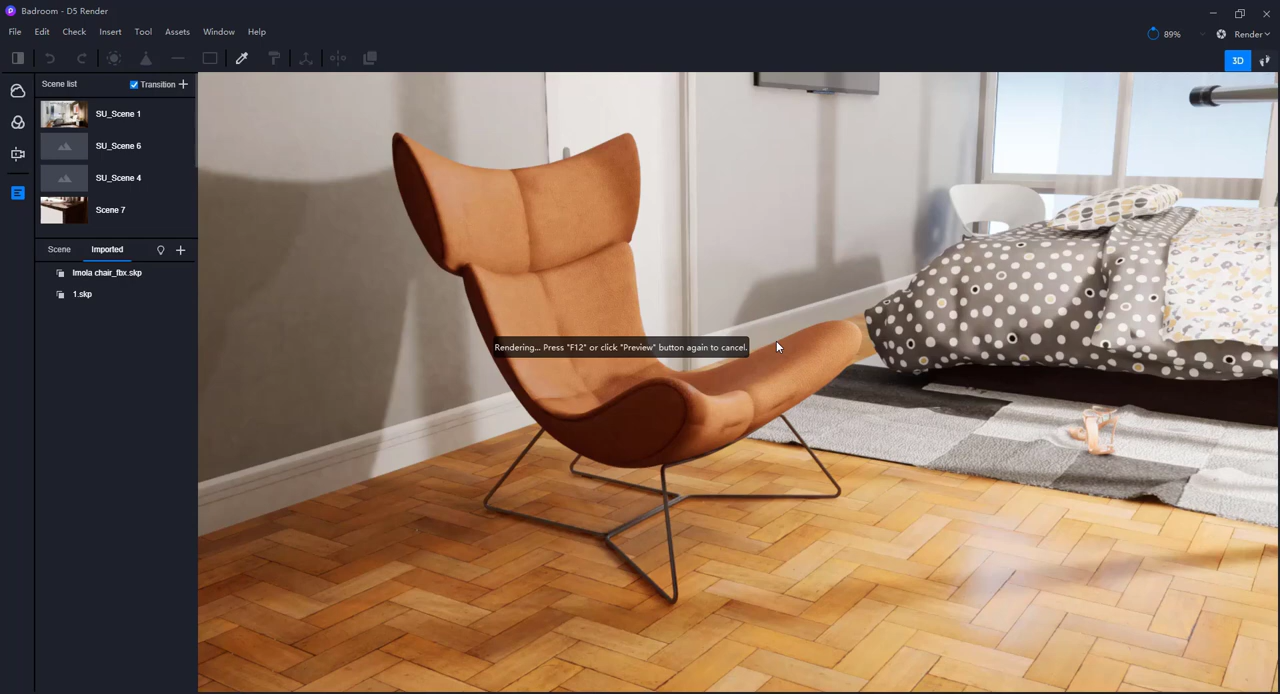 Badroom - D5 Render
File Edit Check Insert Tool Assets Window Help
89% Render
3D
Scene list Transition
SU_Scene 1
SU_Scene 6
SU_Scene 4
Scene 7
Scene Imported
Imola chair_fbx.skp
1.skp
Rendering... Press "F12" or click "Preview" button again to cancel.